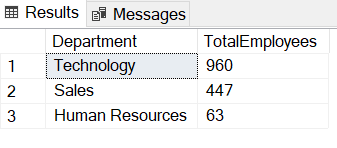 Results Messages
Department TotalEmployees
1 Technology 960
2 Sales 447
3 Human Resources 63